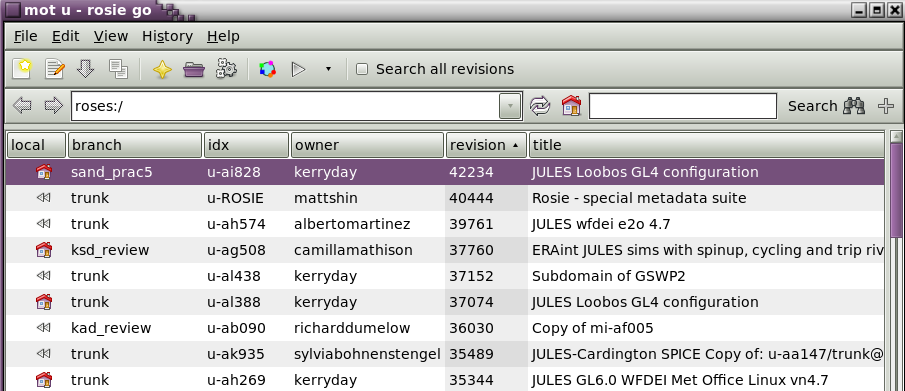 mot u - rosie go
File Edit View History Help
Search all revisions
roses:/ Search
local branch idx owner revision title
sand_prac5 u-ai828 kerryday 42234 JULES Loobos GL4 configuration
trunk u-ROSIE mattshin 40444 Rosie - special metadata suite
trunk u-ah574 albertomartinez 39761 JULES wfdei e2o 4.7
ksd_review u-ag508 camillamathison 37760 ERAint JULES sims with spinup, cycling and trip riv
trunk u-al438 kerryday 37152 Subdomain of GSWP2
trunk u-al388 kerryday 37074 JULES Loobos GL4 configuration
kad_review u-ab090 richarddumelow 36030 Copy of mi-af005
trunk u-ak935 sylviabohnenstengel 35489 JULES-Cardington SPICE Copy of: u-aa147/trunk@
trunk u-ah269 kerryday 35344 JULES GL6.0 WFDEI Met Office Linux vn4.7